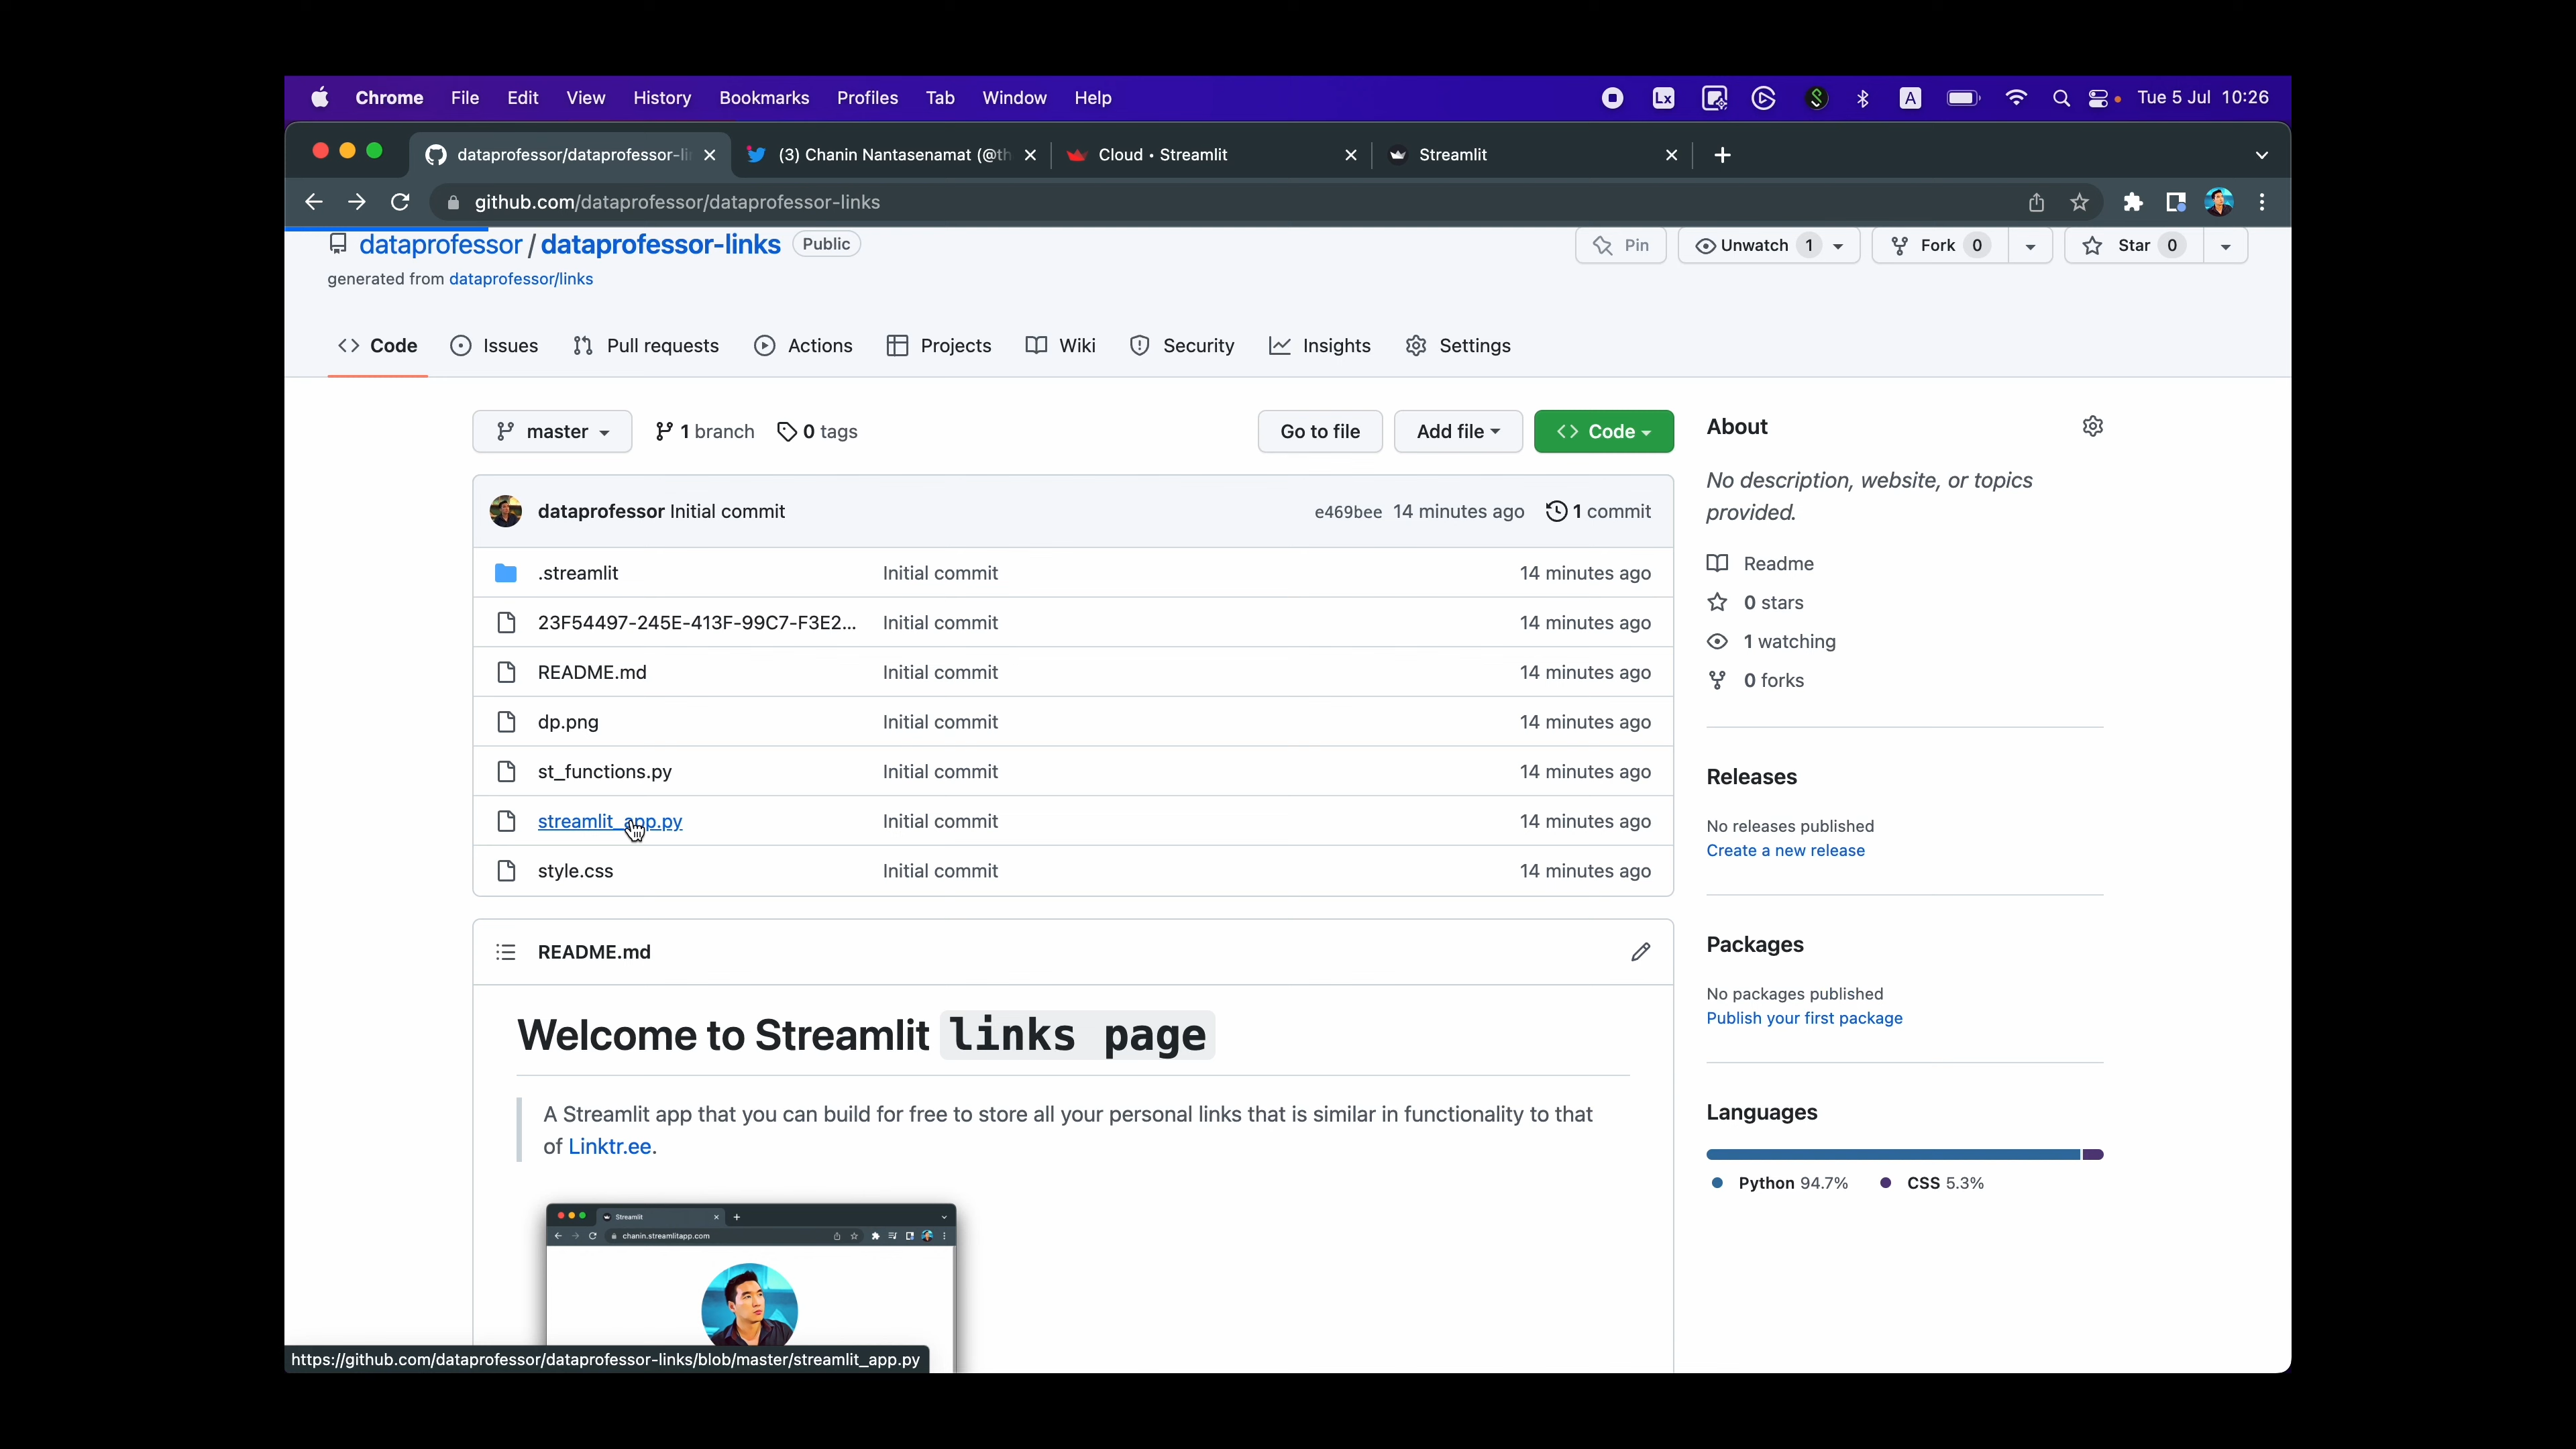 Chrome File Edit View History Bookmarks Profiles Tab Window Help Lx A Tue 5 Jul 10:26
dataprofessor/dataprofessor-li (3) Chanin Nantasenamat (@th Cloud • Streamlit Streamlit
github.com/dataprofessor/dataprofessor-links
dataprofessor / dataprofessor-links Public Pin Unwatch 1 Fork 0 Star 0
generated from dataprofessor/links
Code Issues Pull requests Actions Projects Wiki Security Insights Settings
master 1 branch 0 tags Go to file Add file Code
dataprofessor Initial commit e469bee 14 minutes ago 1 commit
.streamlit Initial commit 14 minutes ago
23F54497-245E-413F-99C7-F3E2... Initial commit 14 minutes ago
README.md Initial commit 14 minutes ago
dp.png Initial commit 14 minutes ago
st_functions.py Initial commit 14 minutes ago
streamlit_app.py Initial commit 14 minutes ago
style.css Initial commit 14 minutes ago
README.md
Welcome to Streamlit links page
A Streamlit app that you can build for free to store all your personal links that is similar in functionality to that
of Linktr.ee.
Streamlit
chanin.streamlitapp.com
https://github.com/dataprofessor/dataprofessor-links/blob/master/streamlit_app.py
About
No description, website, or topics
provided.
Readme
0 stars
1 watching
0 forks
Releases
No releases published
Create a new release
Packages
No packages published
Publish your first package
Languages
Python 94.7% CSS 5.3%